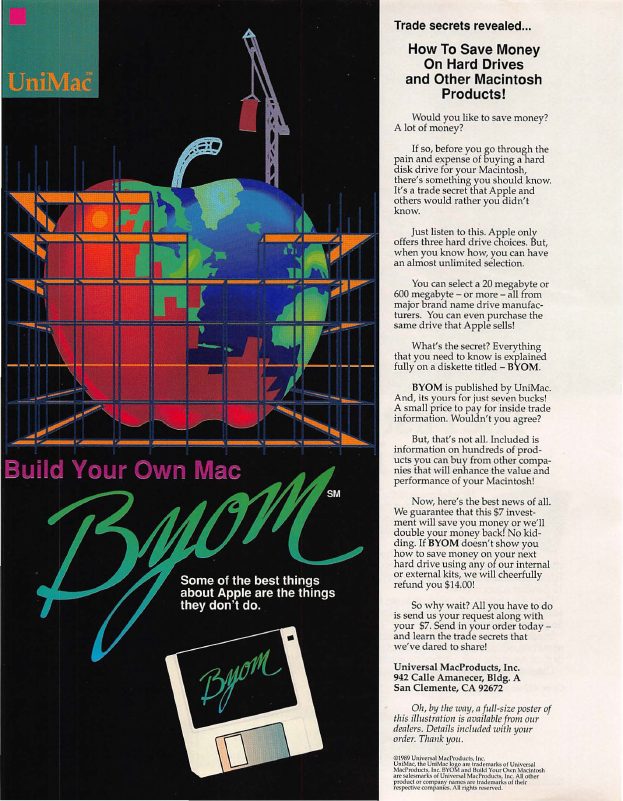 UniMac™
Build Your Own Mac
Byom SM
Some of the best things
about Apple are the things
they don't do.
Byom
Trade secrets revealed...
How To Save Money
On Hard Drives
and Other Macintosh
Products!
Would you like to save money?
A lot of money?
If so, before you go through the
pain and expense of buying a hard
disk drive for your Macintosh,
there's something you should know.
It's a trade secret that Apple and
others would rather you didn't
know.
Just listen to this. Apple only
offers three hard drive choices. But,
when you know how, you can have
an almost unlimited selection.
You can select a 20 megabyte or
600 megabyte – or more – all from
major brand name drive manufac-
turers. You can even purchase the
same drive that Apple sells!
What's the secret? Everything
that you need to know is explained
fully on a diskette titled – BYOM.
BYOM is published by UniMac.
And, its yours for just seven bucks!
A small price to pay for inside trade
information. Wouldn't you agree?
But, that's not all. Included is
information on hundreds of prod-
ucts you can buy from other compa-
nies that will enhance the value and
performance of your Macintosh!
Now, here's the best news of all.
We guarantee that this $7 invest-
ment will save you money or we'll
double your money back! No kid-
ding. If BYOM doesn't show you
how to save money on your next
hard drive using any of our internal
or external kits, we will cheerfully
refund you $14.00!
So why wait? All you have to do
is send us your request along with
your $7. Send in your order today –
and learn the trade secrets that
we've dared to share!
Universal MacProducts, Inc.
942 Calle Amanecer, Bldg. A
San Clemente, CA 92672
Oh, by the way, a full-size poster of
this illustration is available from our
dealers. Details included with your
order. Thank you.
©1989 Universal MacProducts, Inc.
UniMac, the UniMac logo are trademarks of Universal
MacProducts, Inc. BYOM and Build Your Own Macintosh
are salesmarks of Universal MacProducts, Inc. All other
product or company names are trademarks of their
respective companies. All rights reserved.